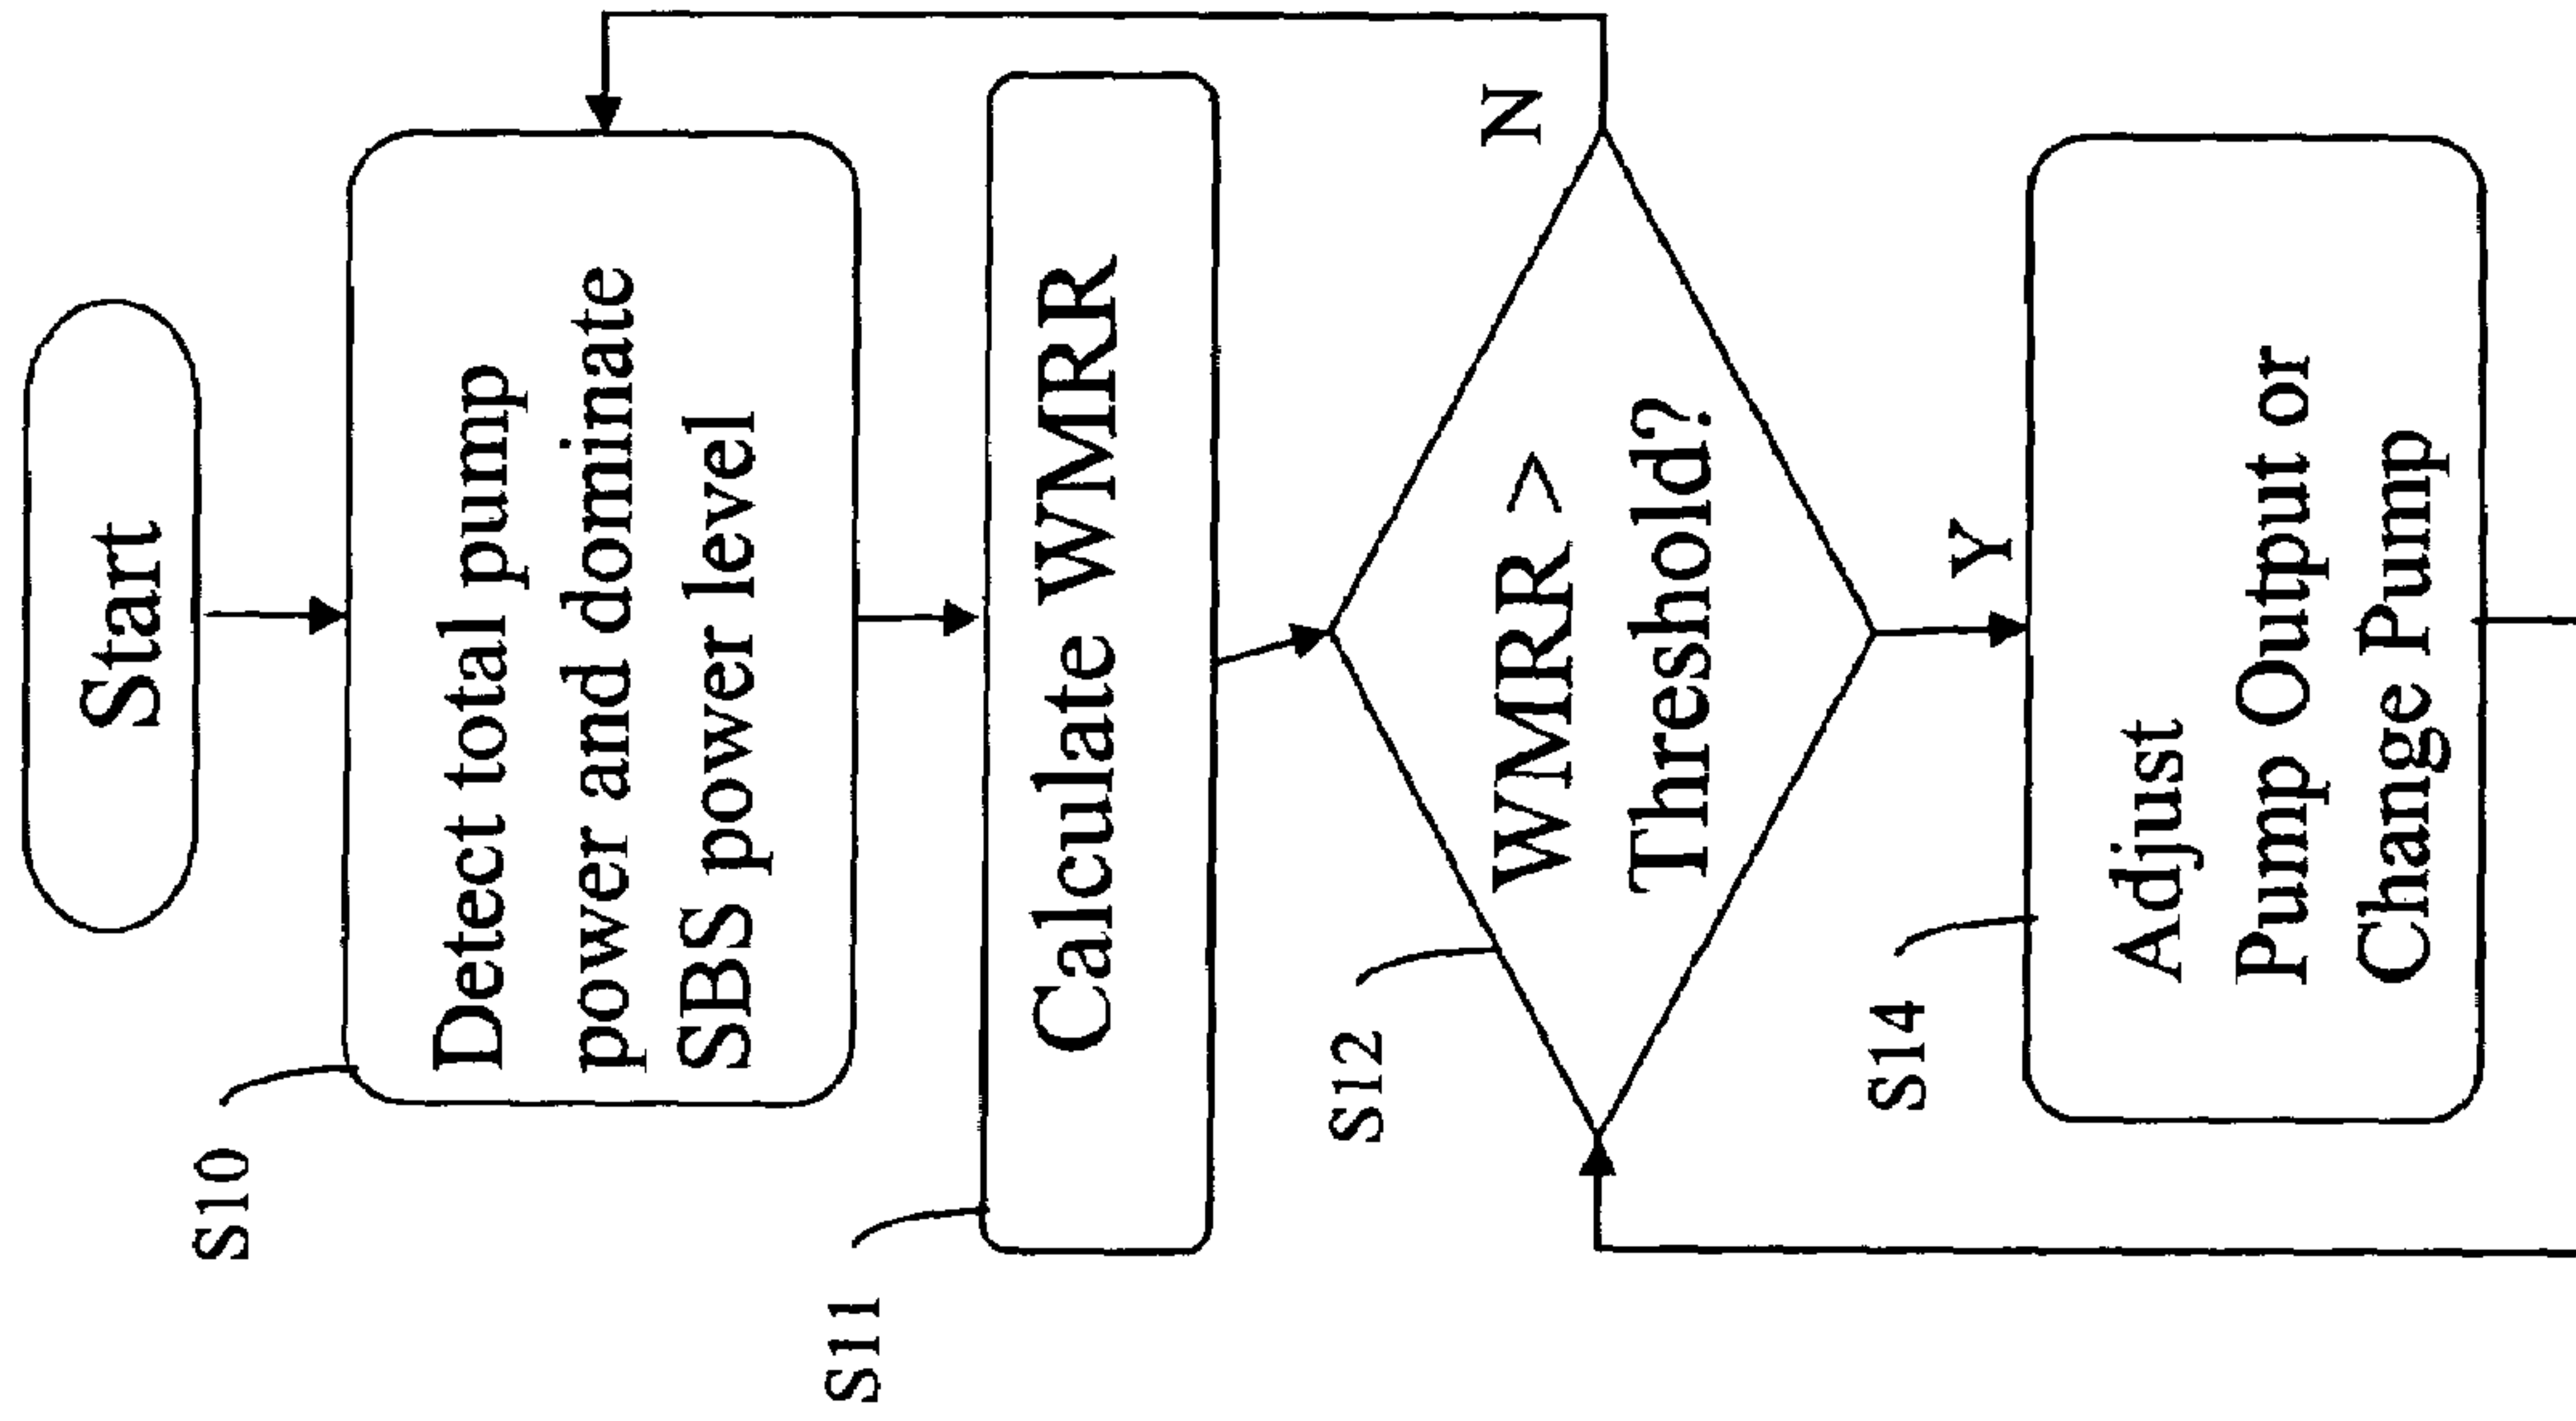 Start
S10
Detect total pump
power and dominate
SBS power level
S11
Calculate WMRR
S12
WMRR >
Threshold?
N
Y
S14
Adjust
Pump Output or
Change Pump